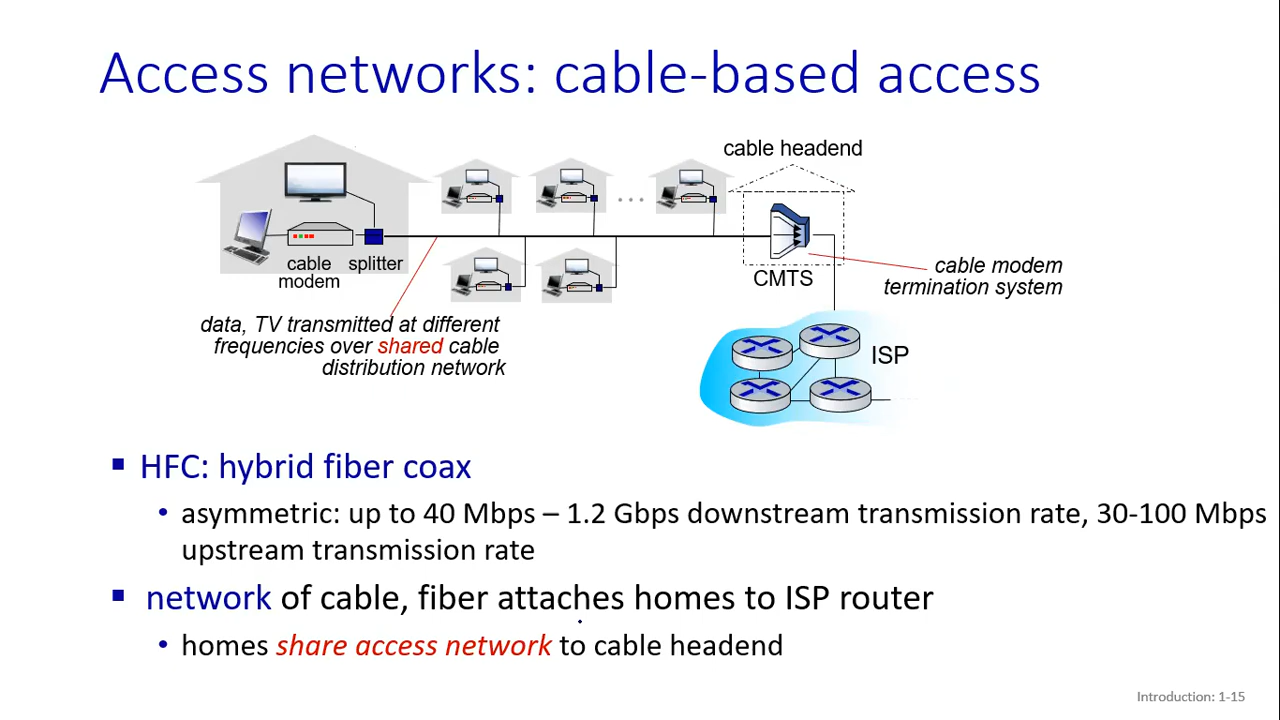 Access networks: cable-based access
cable headend
cable
modem
splitter
CMTS
cable modem
termination system
data, TV transmitted at different
frequencies over shared cable
distribution network
ISP
▪ HFC: hybrid fiber coax
• asymmetric: up to 40 Mbps – 1.2 Gbps downstream transmission rate, 30-100 Mbps
upstream transmission rate
▪ network of cable, fiber attaches homes to ISP router
• homes share access network to cable headend
Introduction: 1-15